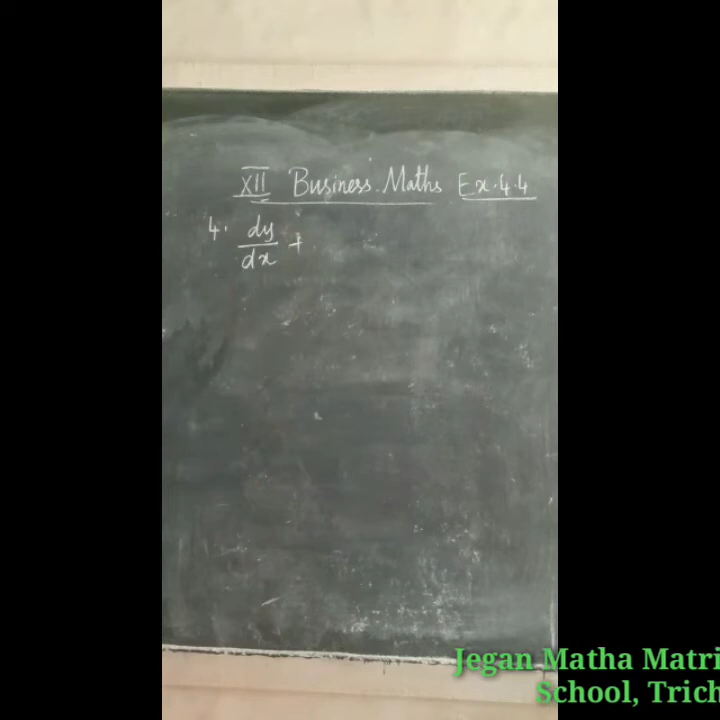 XII Business Maths Ex.4.4
4. dy/dx +
Jegan Matha Matri
School, Trich